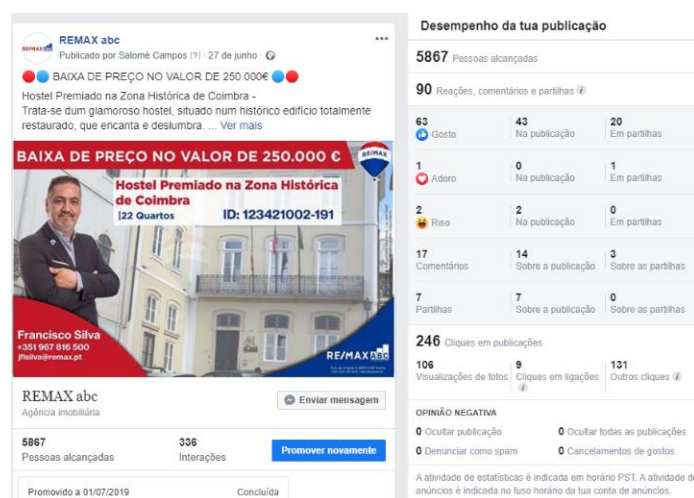 REMAX abc
Publicado por Salomé Campos [?] · 27 de junho ·
BAIXA DE PREÇO NO VALOR DE 250.000€
Hostel Premiado na Zona Histórica de Coimbra -
Trata-se dum glamoroso hostel, situado num histórico edifício totalmente
restaurado, que encanta e deslumbra. ... Ver mais
BAIXA DE PREÇO NO VALOR DE 250.000 €
RE/MAX
Hostel Premiado na Zona Histórica
de Coimbra
|22 Quartos ID: 123421002-191
Francisco Silva
+351 967 816 500
jfsilva@remax.pt
RE/MAX ABC
REMAX abc
Agência imobiliária
Enviar mensagem
5867 336
Pessoas alcançadas Interações
Promover novamente
Promovido a 01/07/2019 Concluída
Desempenho da tua publicação
5867 Pessoas alcançadas
90 Reações, comentários e partilhas
63 43 20
Gosto Na publicação Em partilhas
1 0 1
Adoro Na publicação Em partilhas
2 2 0
Riso Na publicação Em partilhas
17 14 3
Comentários Sobre a publicação Sobre as partilhas
7 7 0
Partilhas Sobre a publicação Sobre as partilhas
246 Cliques em publicações
106 9 131
Visualizações de fotos Cliques em ligações Outros cliques
OPINIÃO NEGATIVA
0 Ocultar publicação 0 Ocultar todas as publicações
0 Denunciar como spam 0 Cancelamentos de gostos
A atividade de estatísticas é indicada em horário PST. A atividade de
anúncios é indicada no fuso horário da tua conta de anúncios.